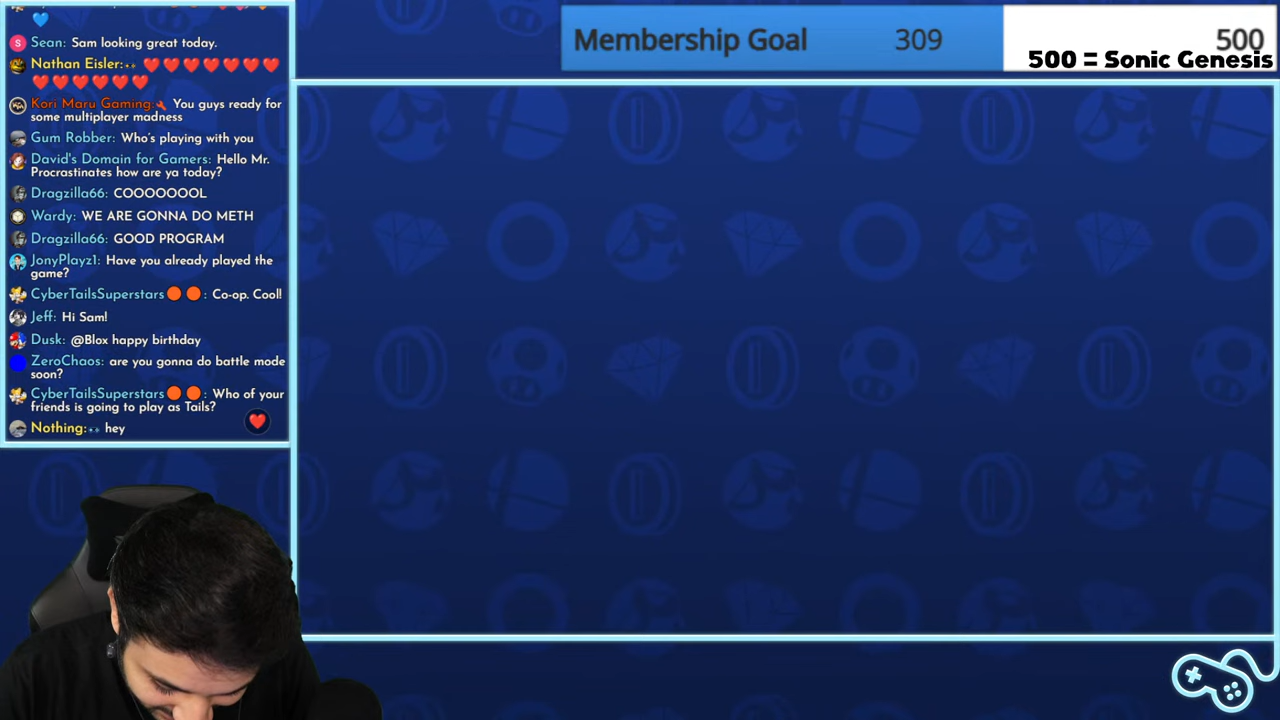 Sean: Sam looking great today.
Nathan Eisler:
Kori Maru Gaming: You guys ready for
some multiplayer madness
Gum Robber: Who's playing with you
David's Domain for Gamers: Hello Mr.
Procrastinates how are ya today?
Dragzilla66: COOOOOOOL
Wardy: WE ARE GONNA DO METH
Dragzilla66: GOOD PROGRAM
JonyPlayz1: Have you already played the
game?
CyberTailsSuperstars : Co-op. Cool!
Jeff: Hi Sam!
Dusk: @Blox happy birthday
ZeroChaos: are you gonna do battle mode
soon?
CyberTailsSuperstars : Who of your
friends is going to play as Tails?
Nothing: hey
Membership Goal 309 500
500 = Sonic Genesis
S